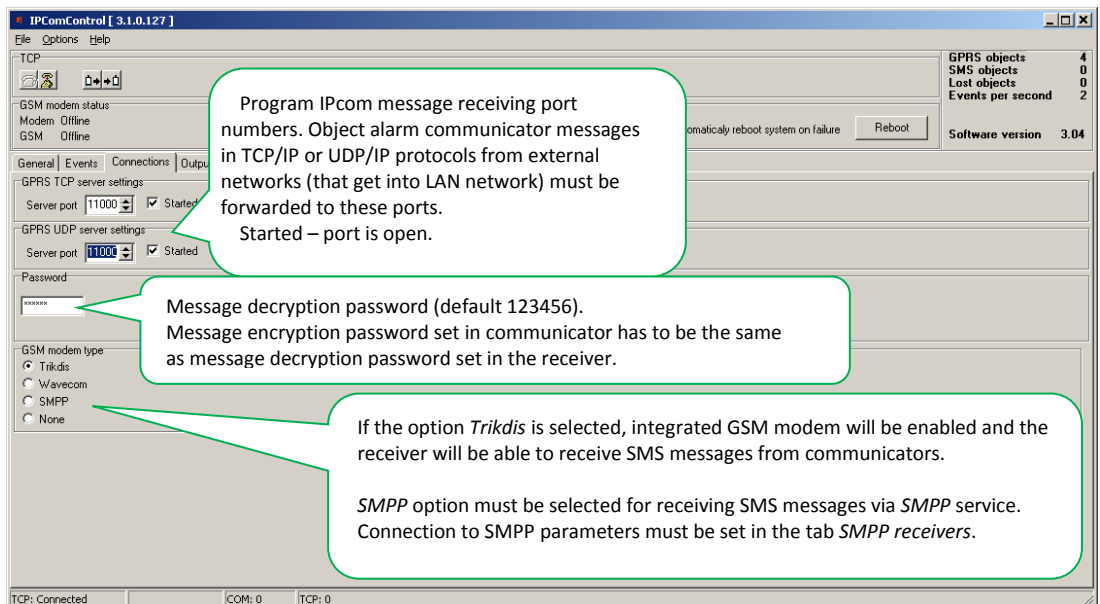 IPComControl [ 3.1.0.127 ]
File Options Help
TCP
GPRS objects 4
SMS objects 0
Lost objects 0
Events per second 2
Software version 3.04
GSM modem status
Modem Offline
GSM Offline
omaticaly reboot system on failure Reboot
General Events Connections Outpu
GPRS TCP server settings
Server port 11000 Started
GPRS UDP server settings
Server port 11000 Started
Program IPcom message receiving port
numbers. Object alarm communicator messages
in TCP/IP or UDP/IP protocols from external
networks (that get into LAN network) must be
forwarded to these ports.
Started – port is open.
Password
******
Message decryption password (default 123456).
Message encryption password set in communicator has to be the same
as message decryption password set in the receiver.
GSM modem type
Trikdis
Wavecom
SMPP
None
If the option Trikdis is selected, integrated GSM modem will be enabled and the
receiver will be able to receive SMS messages from communicators.
SMPP option must be selected for receiving SMS messages via SMPP service.
Connection to SMPP parameters must be set in the tab SMPP receivers.
TCP: Connected COM: 0 TCP: 0